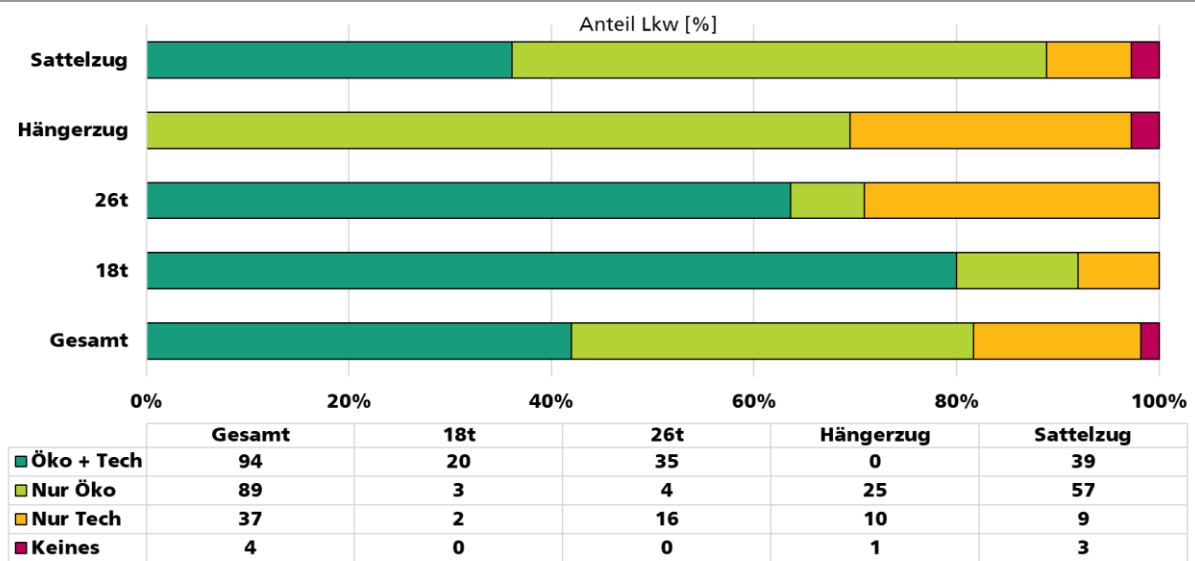 Anteil Lkw [%]
Sattelzug
Hängerzug
26t
18t
Gesamt
0% 20% 40% 60% 80% 100%
Gesamt 18t 26t Hängerzug Sattelzug
Öko + Tech 94 20 35 0 39
Nur Öko 89 3 4 25 57
Nur Tech 37 2 16 10 9
Keines 4 0 0 1 3